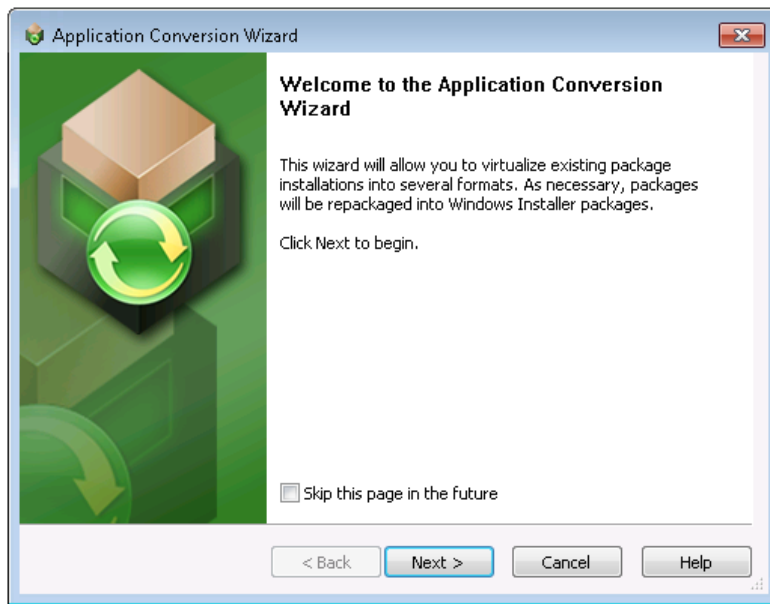 Application Conversion Wizard
Welcome to the Application Conversion
Wizard
This wizard will allow you to virtualize existing package
installations into several formats. As necessary, packages
will be repackaged into Windows Installer packages.
Click Next to begin.
Skip this page in the future
< Back Next > Cancel Help